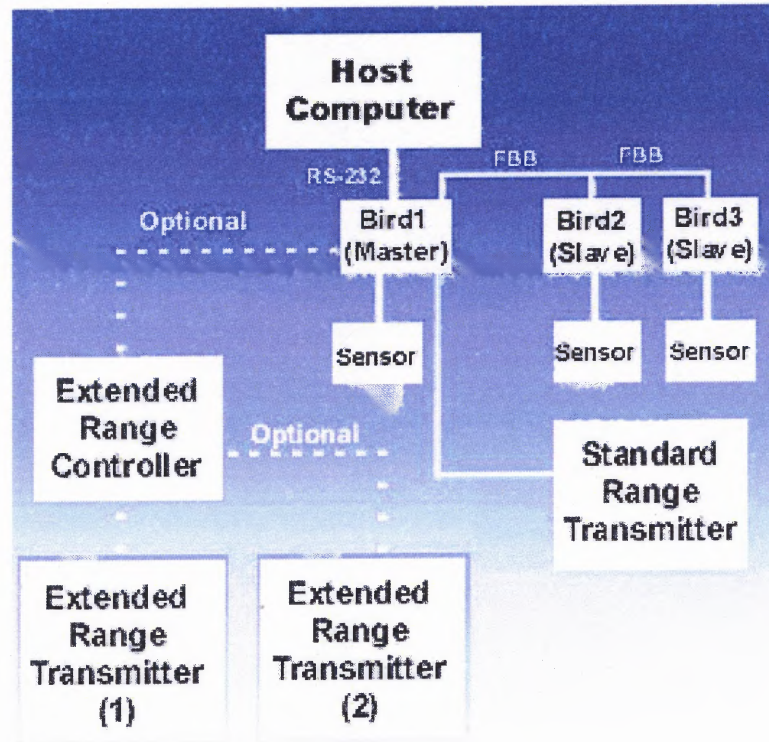 Host
Computer
RS-232
FBB
FBB
Optional
Bird1
(Master)
Bird2
(Slave)
Bird3
(Slave)
Sensor
Sensor
Sensor
Extended
Range
Controller
Optional
Standard
Range
Transmitter
Extended
Range
Transmitter
(1)
Extended
Range
Transmitter
(2)